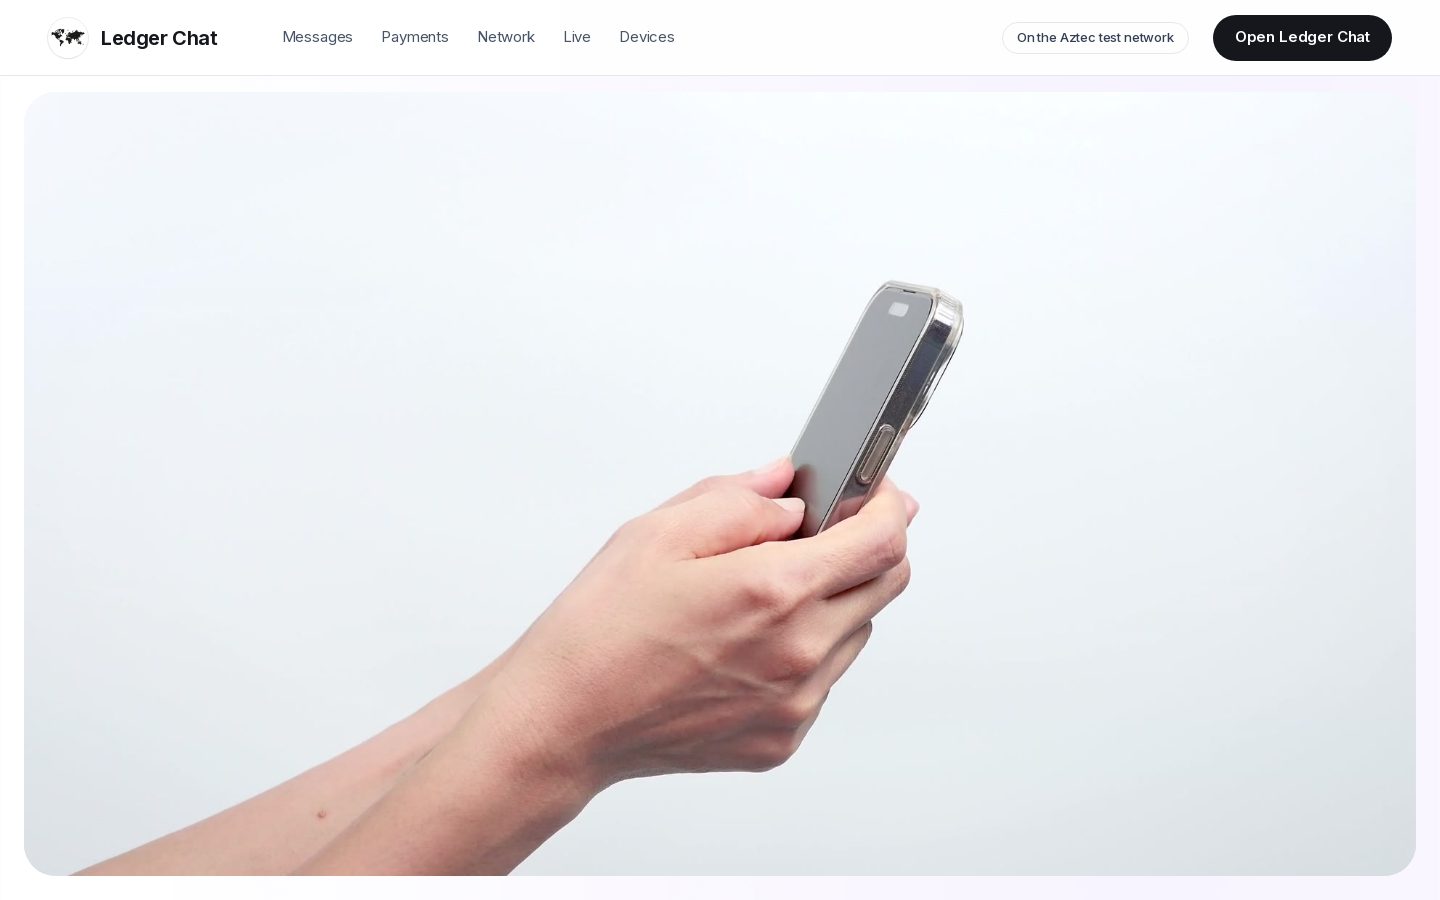 Ledger Chat
Messages
Payments
Network
Live
Devices
On the Aztec test network
Open Ledger Chat